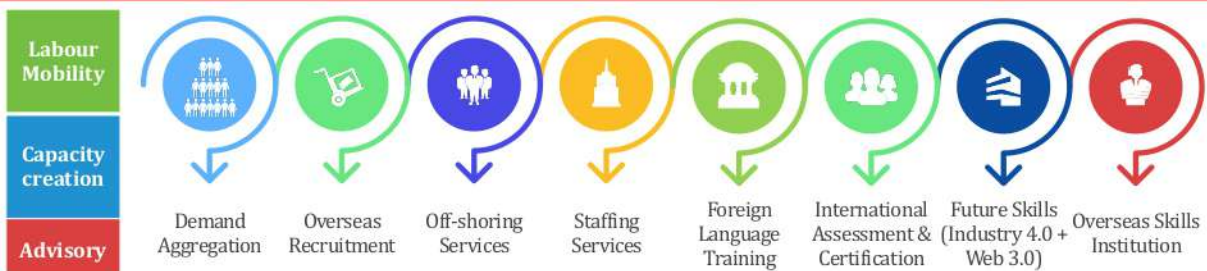 Labour
Mobility
Capacity
creation
Advisory
Demand
Aggregation
Overseas
Recruitment
Off-shoring
Services
Staffing
Services
Foreign
Language
Training
International
Assessment &
Certification
Future Skills
(Industry 4.0 +
Web 3.0)
Overseas Skills
Institution